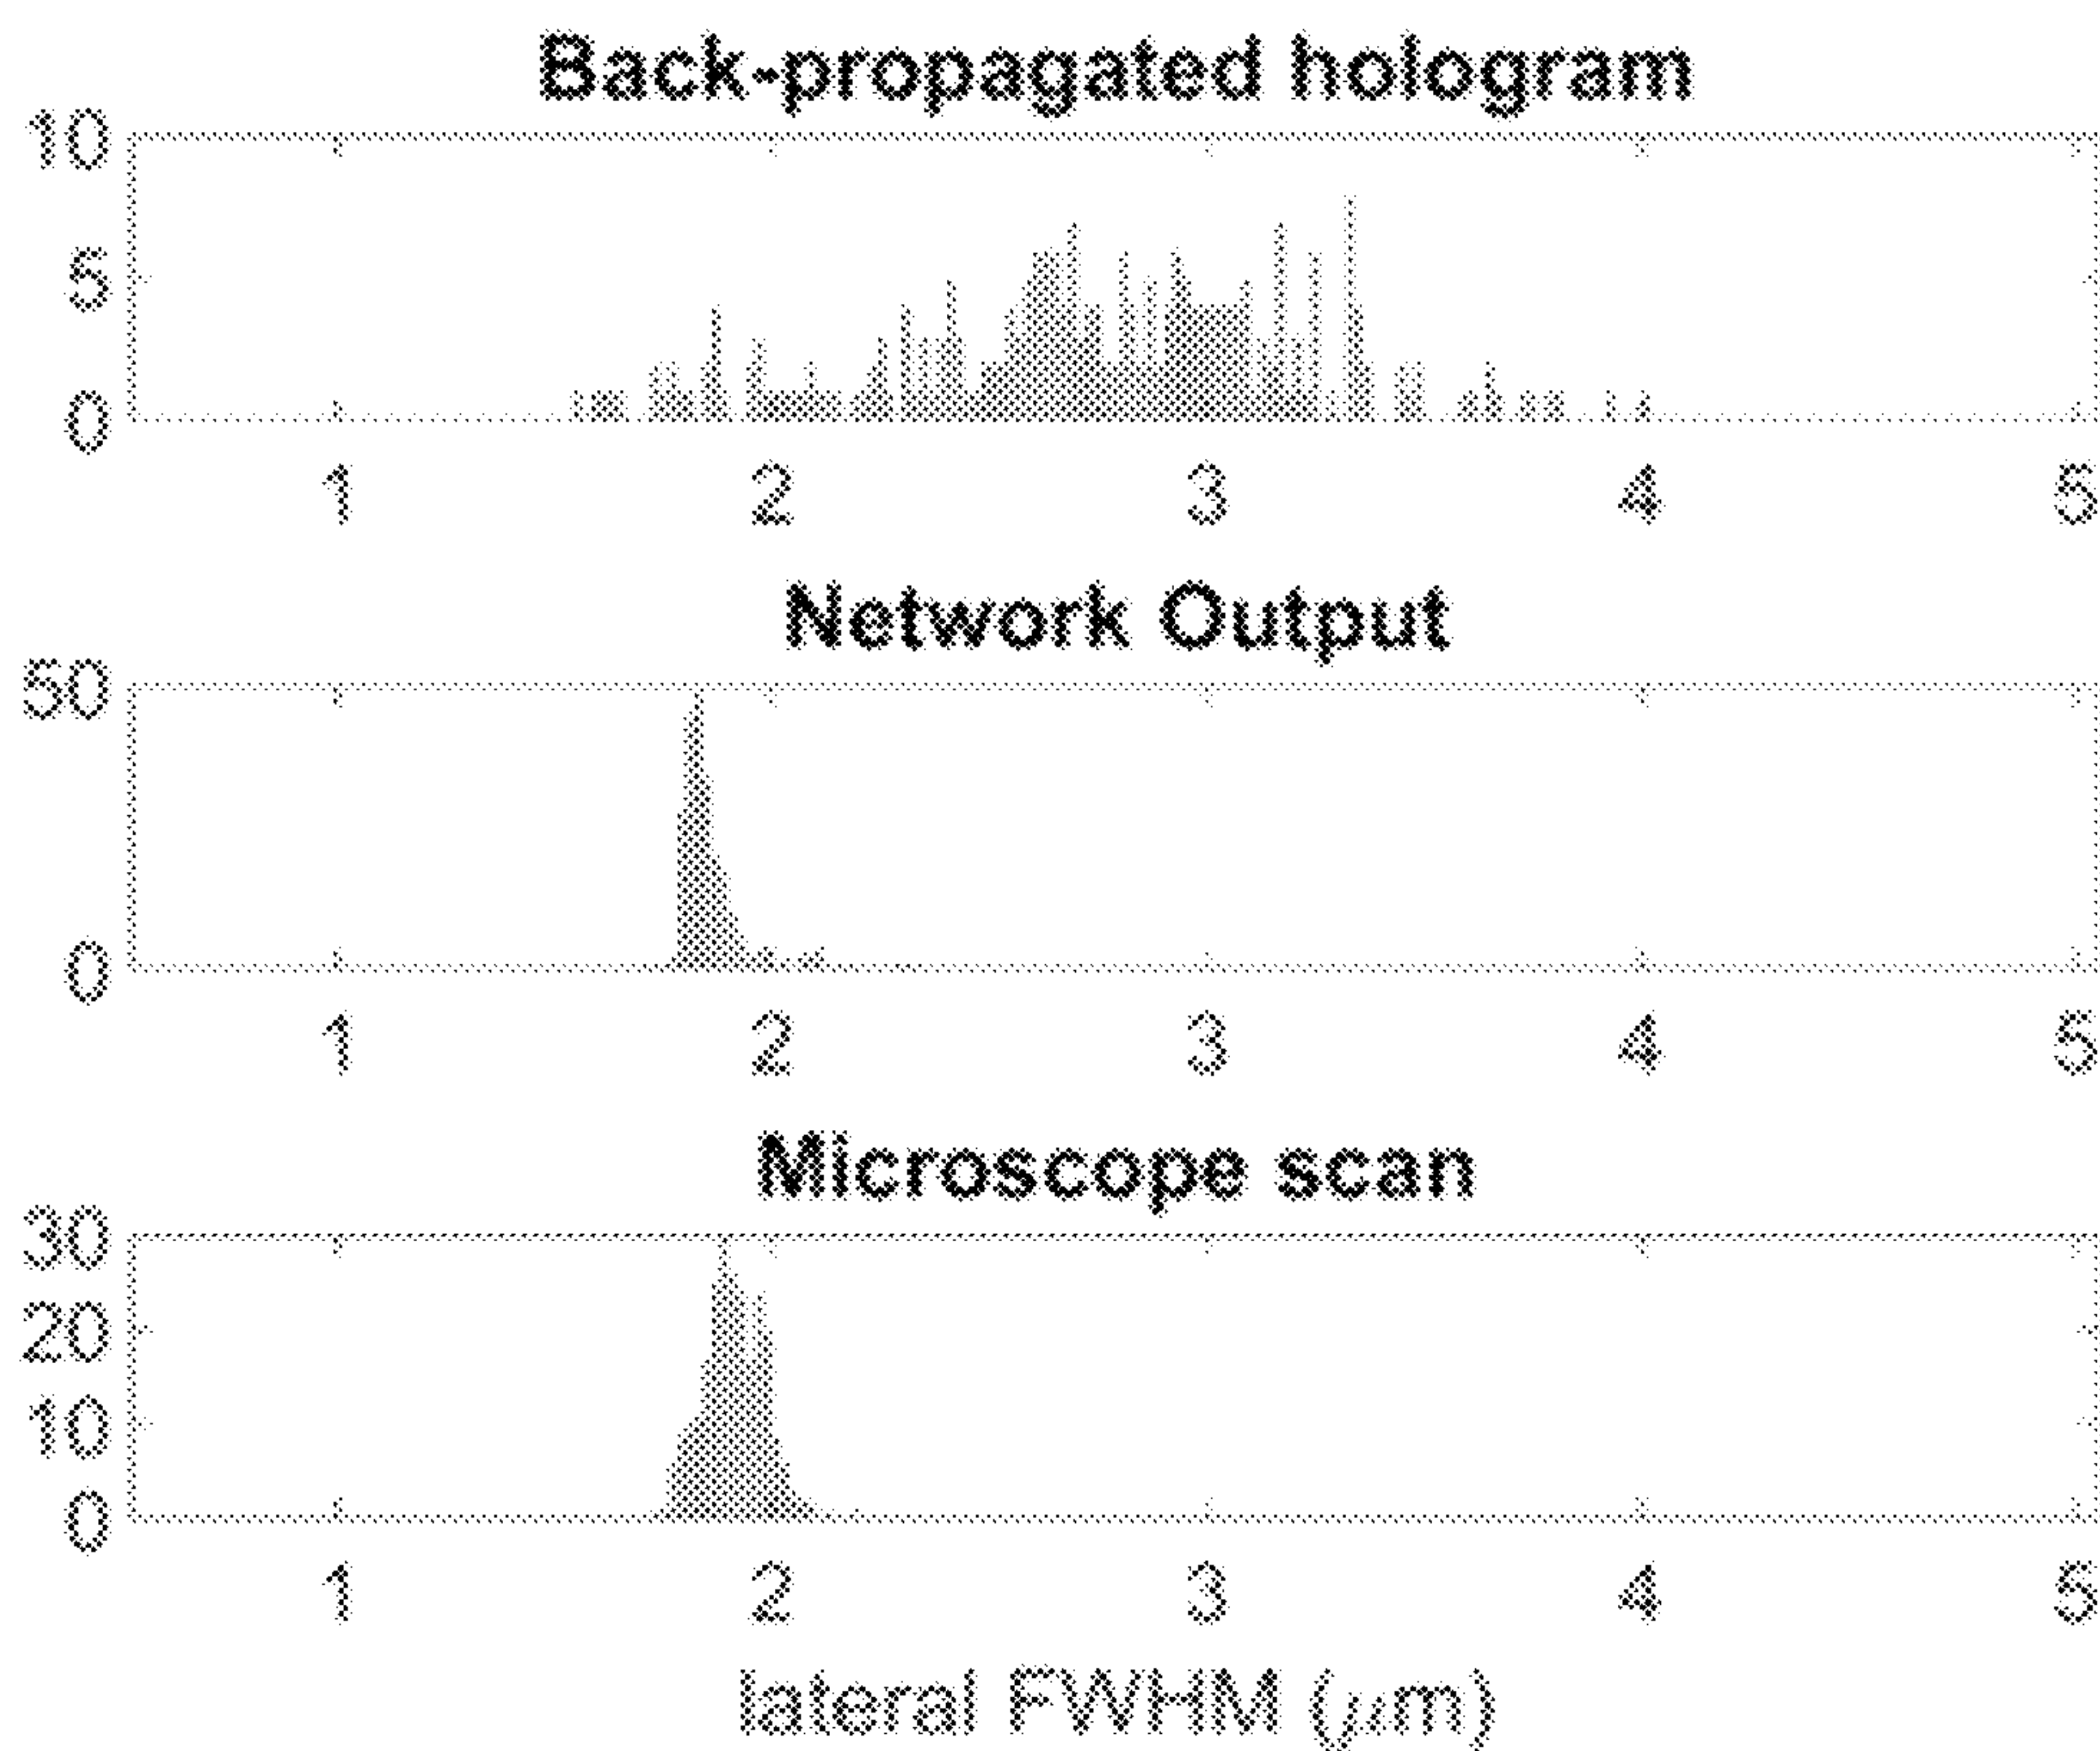 Back-propagated hologram
10
5
0
1 2 3 4 5
Network Output
50
0
1 2 3 4 5
Microscope scan
30
20
10
0
1 2 3 4 5
lateral FWHM (μm)